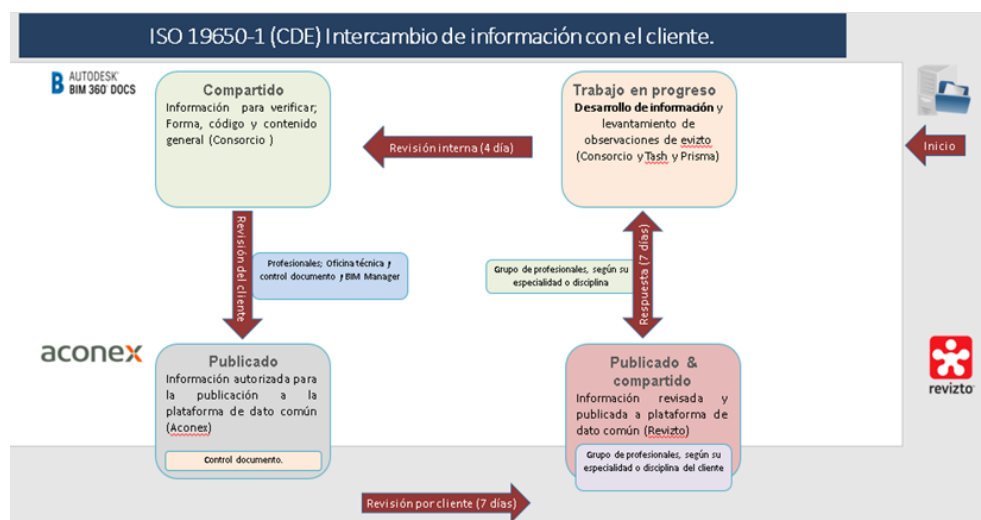 ISO 19650-1 (CDE) Intercambio de información con el cliente.
AUTODESK
BIM 360 DOCS
Compartido
Información para verificar;
Forma, código y contenido
general (Consorcio )
Revisión interna (4 día)
Trabajo en progreso
Desarrollo de información y
levantamiento de
observaciones de evizto
(Consorcio y Tash y Prisma)
Inicio
Revisión del cliente
Profesionales; Oficina técnica y
control documento y BIM Manager
Grupo de profesionales, según su
especialidad o disciplina
Respuesta (7 días)
aconex
Publicado
Información autorizada para
la publicación a la
plataforma de dato común
(Aconex)
Control documento.
Publicado &
compartido
Información revisada y
publicada a plataforma de
dato común (Revizto)
Grupo de profesionales, según su
especialidad o disciplina del cliente
revizto
Revisión por cliente (7 días)